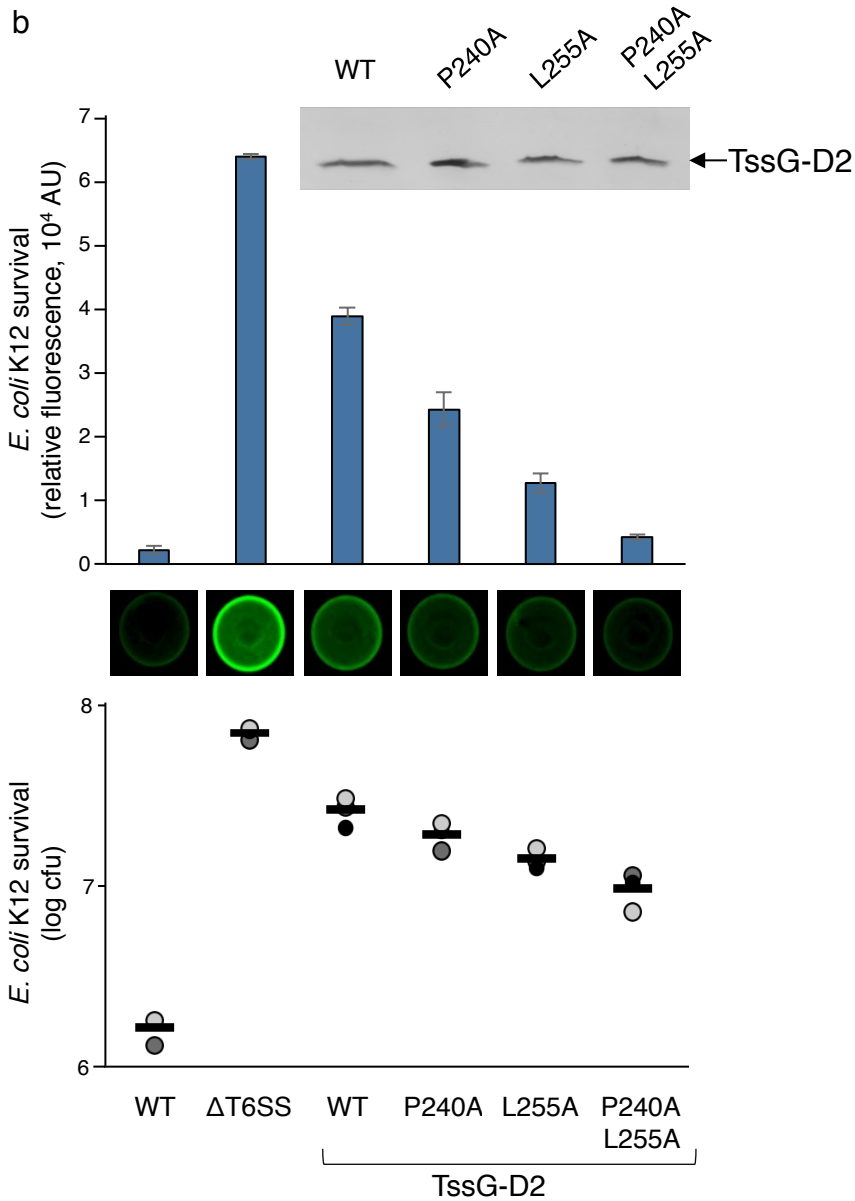 b
WT
P240A
L255A
P240A
L255A
TssG-D2
E. coli K12 survival
(relative fluorescence, 10⁴ AU)
7
6
5
4
3
2
1
0
E. coli K12 survival
(log cfu)
8
7
6
WT ΔT6SS WT P240A L255A P240A
L255A
TssG-D2